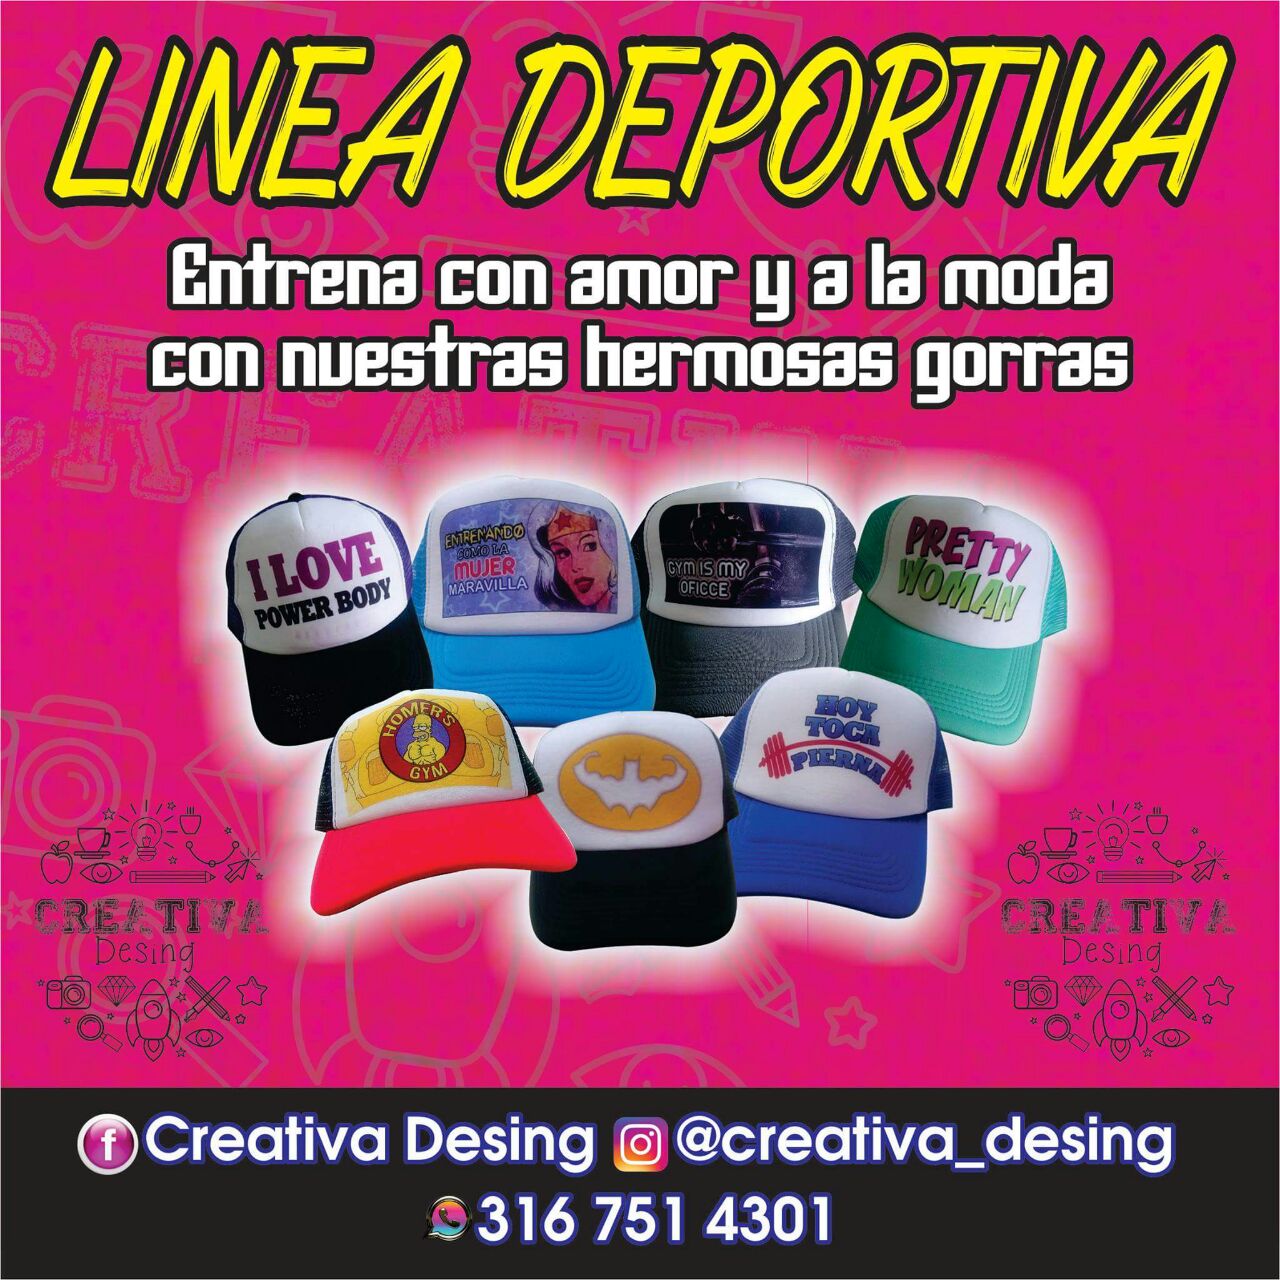 LINEA DEPORTIVA
Entrena con amor y a la moda
con nuestras hermosas gorras
I LOVE
POWER BODY
ENTRENANDO
COMO LA
MUJER
MARAVILLA
GYM IS MY
OFICCE
PRETTY
WOMAN
HOMER'S
GYM
HOY
TOCA
PIERNA
CREATIVA
Desing
CREATIVA
Desing
Creativa Desing @creativa_desing
316 751 4301